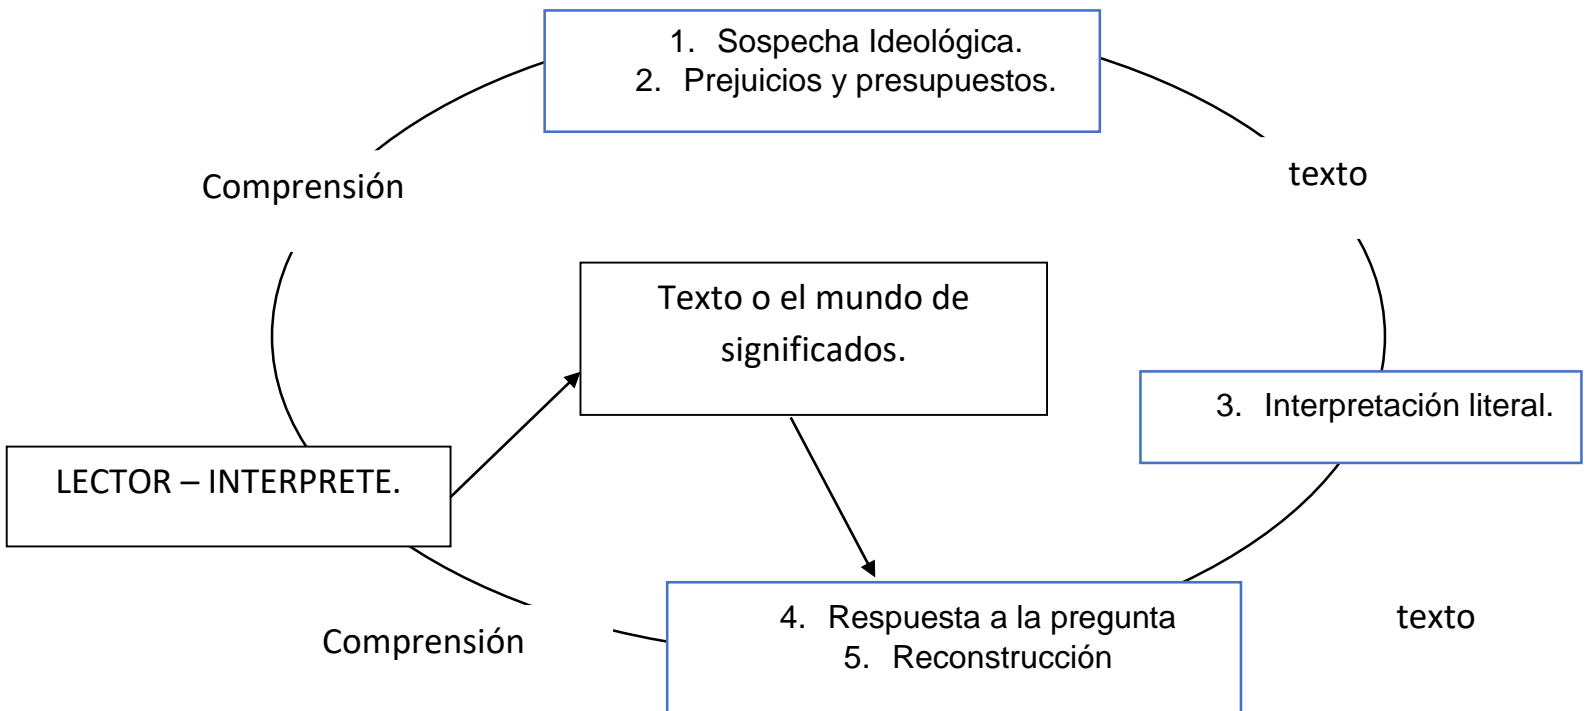 1. Sospecha Ideológica.
2. Prejuicios y presupuestos.
Comprensión
texto
Texto o el mundo de
significados.
3. Interpretación literal.
LECTOR – INTERPRETE.
4. Respuesta a la pregunta
5. Reconstrucción
Comprensión
texto